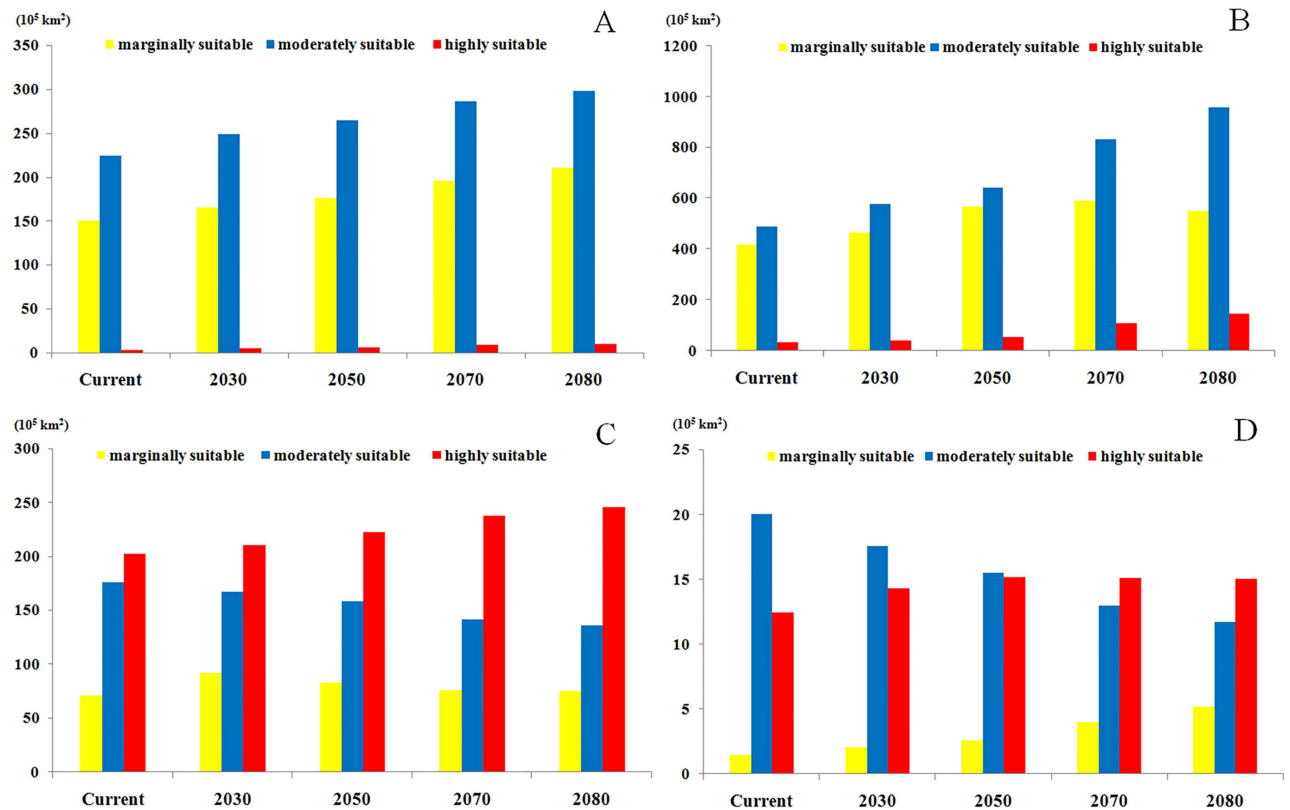 (10⁵ km²)
A
marginally suitable moderately suitable highly suitable
350
300
250
200
150
100
50
0
Current 2030 2050 2070 2080
(10⁵ km²)
B
marginally suitable moderately suitable highly suitable
1200
1000
800
600
400
200
0
Current 2030 2050 2070 2080
(10⁵ km²)
C
marginally suitable moderately suitable highly suitable
300
250
200
150
100
50
0
Current 2030 2050 2070 2080
(10⁵ km²)
D
marginally suitable moderately suitable highly suitable
25
20
15
10
5
0
Current 2030 2050 2070 2080